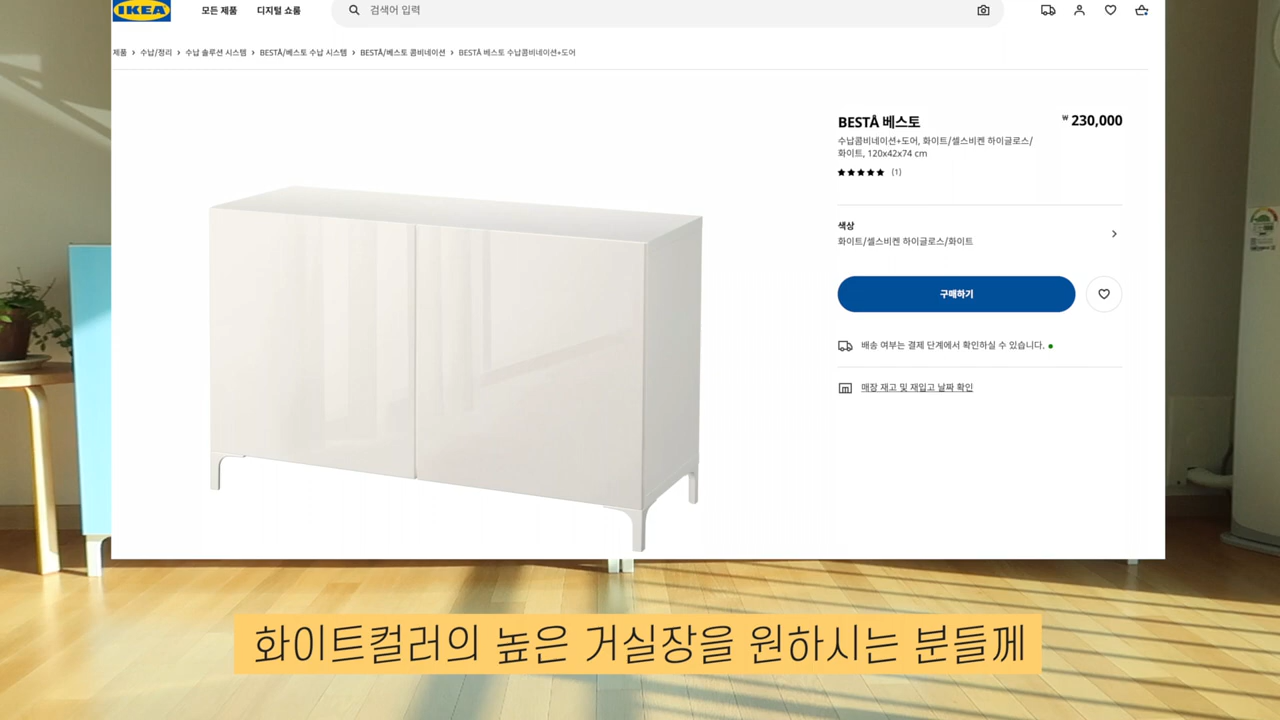 IKEA
모든 제품
디지털 쇼룸
검색어 입력
제품 › 수납/정리 › 수납 솔루션 시스템 › BESTÅ/베스토 수납 시스템 › BESTÅ/베스토 콤비네이션 › BESTÅ 베스토 수납콤비네이션+도어
BESTÅ 베스토
₩ 230,000
수납콤비네이션+도어, 화이트/셀스비켄 하이글로스/
화이트, 120x42x74 cm
(1)
색상
화이트/셀스비켄 하이글로스/화이트
구매하기
배송 여부는 결제 단계에서 확인하실 수 있습니다.
매장 재고 및 재입고 날짜 확인
화이트컬러의 높은 거실장을 원하시는 분들께